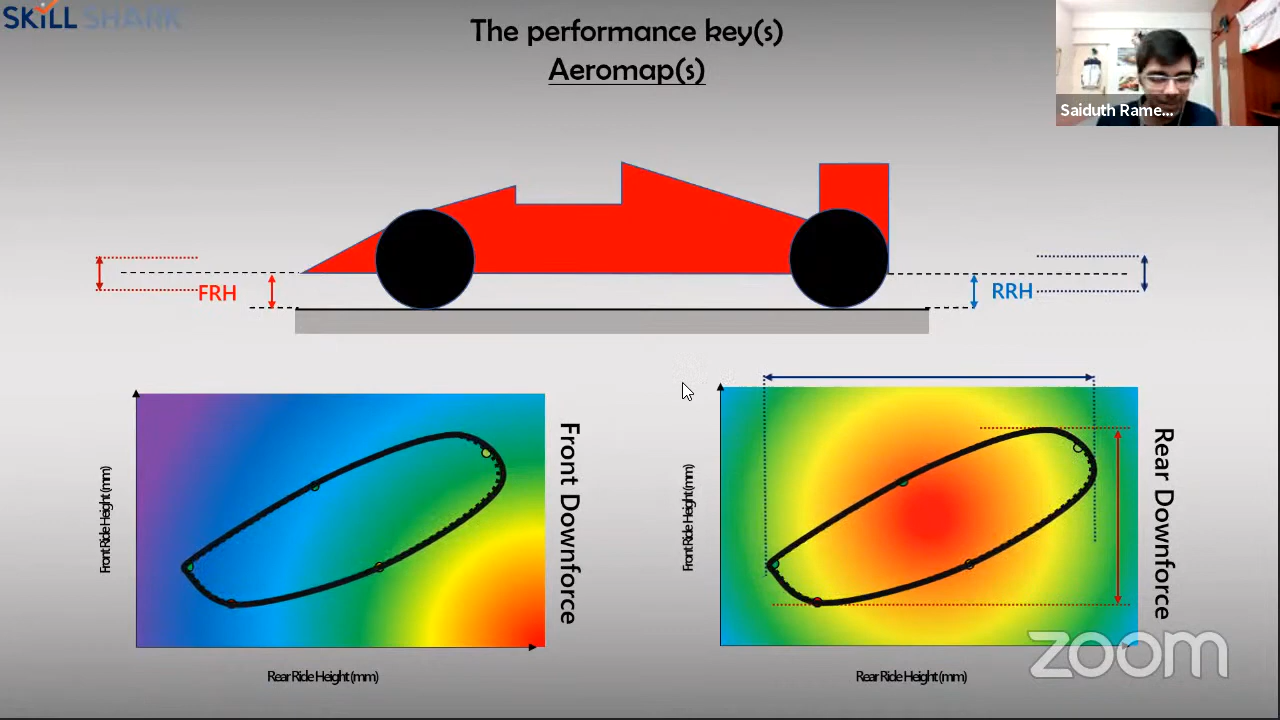 SKiLL SHARK
The performance key(s)
Aeromap(s)
Saiduth Rame...
FRH
RRH
Front Ride Height (mm)
Front Downforce
Rear Ride Height (mm)
Front Ride Height (mm)
Rear Downforce
Rear Ride Height (mm)
zoom